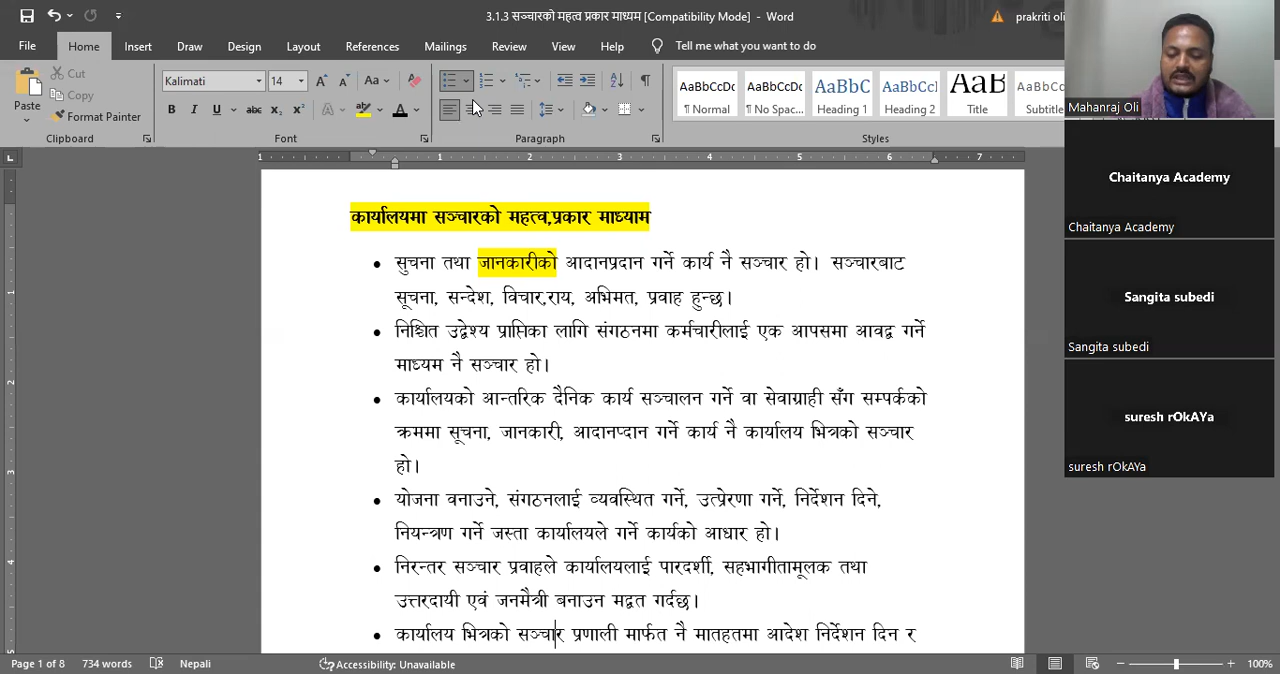 3.1.3 सञ्चारको महत्व प्रकार माध्यम [Compatibility Mode] - Word
prakriti oli
File Home Insert Draw Design Layout References Mailings Review View Help Tell me what you want to do
Paste
Cut
Copy
Format Painter
Clipboard
Kalimati 14
Font
Paragraph
AaBbCcDc ¶ Normal
AaBbCcDc ¶ No Spac...
AaBbC Heading 1
AaBbCcI Heading 2
AaB Title
AaBbCcD Subtitle
Styles
Mahanraj Oli
Chaitanya Academy
Chaitanya Academy
Sangita subedi
Sangita subedi
suresh rOkAYa
suresh rOkAYa
कार्यालयमा सञ्चारको महत्व,प्रकार माध्याम
• सुचना तथा जानकारीको आदानप्रदान गर्ने कार्य नै सञ्चार हो। सञ्चारबाट
सूचना, सन्देश, विचार,राय, अभिमत, प्रवाह हुन्छ।
• निश्चित उद्वेश्य प्राप्तिका लागि संगठनमा कर्मचारीलाई एक आपसमा आवद्व गर्ने
माध्यम नै सञ्चार हो।
• कार्यालयको आन्तरिक दैनिक कार्य सञ्चालन गर्ने वा सेवाग्राही सँग सम्पर्कको
क्रममा सूचना, जानकारी, आदानप्दान गर्ने कार्य नै कार्यालय भित्रको सञ्चार
हो।
• योजना वनाउने, संगठनलाई व्यवस्थित गर्ने, उत्प्रेरणा गर्ने, निर्देशन दिने,
नियन्त्रण गर्ने जस्ता कार्यालयले गर्ने कार्यको आधार हो।
• निरन्तर सञ्चार प्रवाहले कार्यालयलाई पारदर्शी, सहभागीतामूलक तथा
उत्तरदायी एवं जनमैत्री बनाउन मद्वत गर्दछ।
• कार्यालय भित्रको सञ्चार प्रणाली मार्फत नै मातहतमा आदेश निर्देशन दिन र
Page 1 of 8 734 words Nepali Accessibility: Unavailable 100%